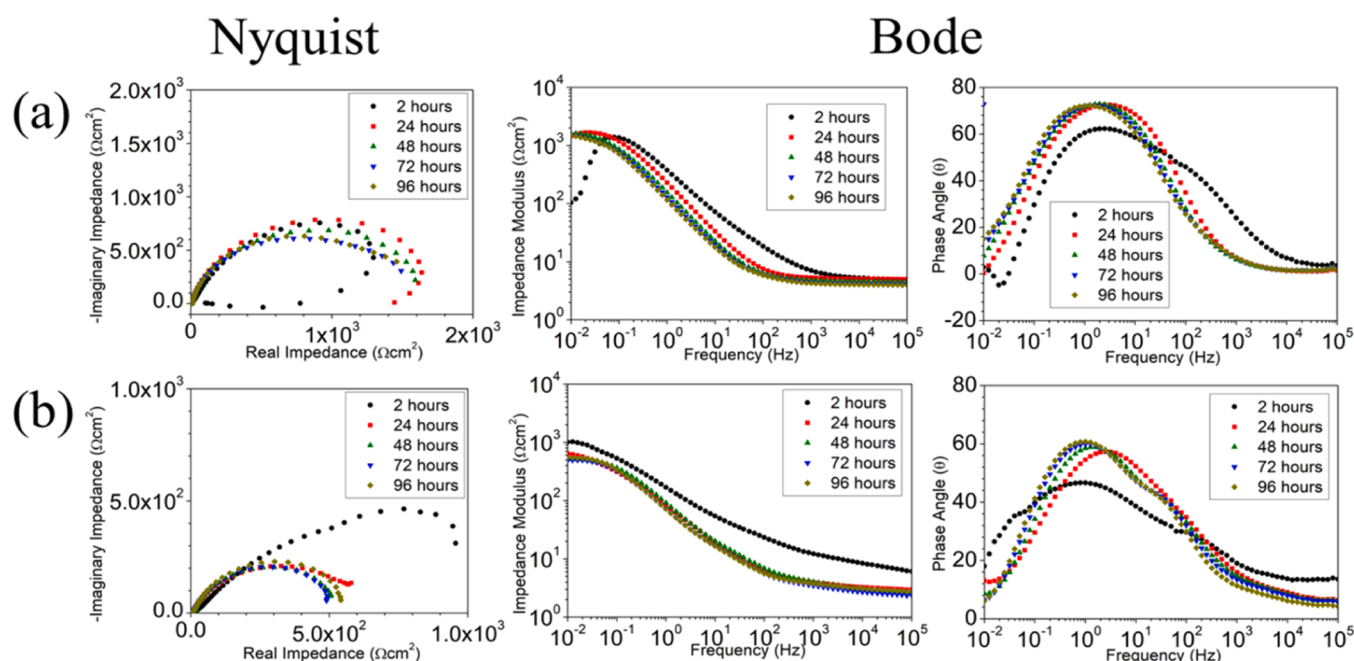 Nyquist
Bode
(a)
-Imaginary Impedance (Ωcm²)
2.0x10³
1.5x10³
1.0x10³
5.0x10²
0.0
2 hours
24 hours
48 hours
72 hours
96 hours
0
1x10³
2x10³
Real Impedance (Ωcm²)
Impedance Modulus (Ωcm²)
10⁴
10³
10²
10¹
10⁰
2 hours
24 hours
48 hours
72 hours
96 hours
10⁻² 10⁻¹ 10⁰ 10¹ 10² 10³ 10⁴ 10⁵
Frequency (Hz)
Phase Angle (θ)
80
60
40
20
0
-20
2 hours
24 hours
48 hours
72 hours
96 hours
10⁻² 10⁻¹ 10⁰ 10¹ 10² 10³ 10⁴ 10⁵
Frequency (Hz)
(b)
-Imaginary Impedance (Ωcm²)
1.0x10³
5.0x10²
0.0
2 hours
24 hours
48 hours
72 hours
96 hours
0.0
5.0x10²
1.0x10³
Real Impedance (Ωcm²)
Impedance Modulus (Ωcm²)
10⁴
10³
10²
10¹
10⁰
2 hours
24 hours
48 hours
72 hours
96 hours
10⁻² 10⁻¹ 10⁰ 10¹ 10² 10³ 10⁴ 10⁵
Frequency (Hz)
Phase Angle (θ)
80
60
40
20
0
2 hours
24 hours
48 hours
72 hours
96 hours
10⁻² 10⁻¹ 10⁰ 10¹ 10² 10³ 10⁴ 10⁵
Frequency (Hz)